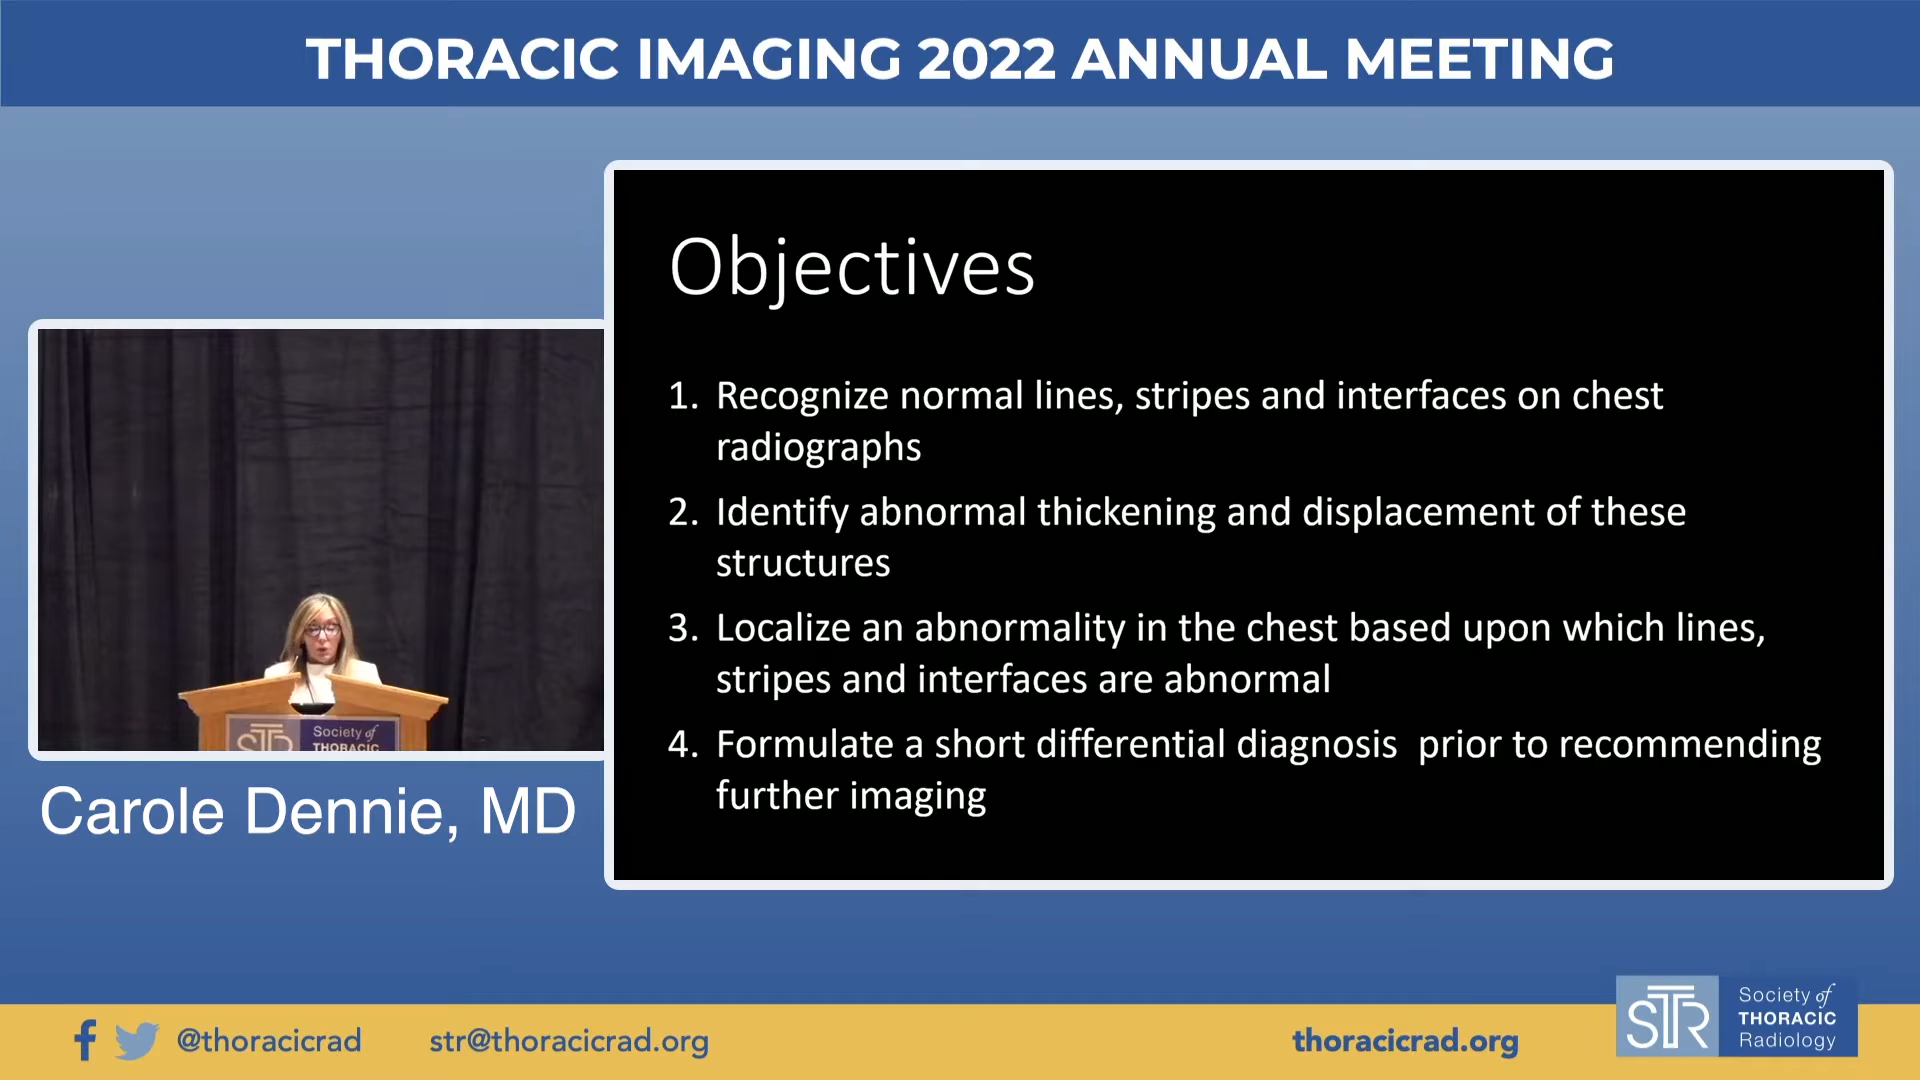 THORACIC IMAGING 2022 ANNUAL MEETING
Objectives
1. Recognize normal lines, stripes and interfaces on chest
radiographs
2. Identify abnormal thickening and displacement of these
structures
3. Localize an abnormality in the chest based upon which lines,
stripes and interfaces are abnormal
4. Formulate a short differential diagnosis prior to recommending
further imaging
STR
Society of
THORACIC
Carole Dennie, MD
@thoracicrad
str@thoracicrad.org
thoracicrad.org
STR
Society of
THORACIC
Radiology